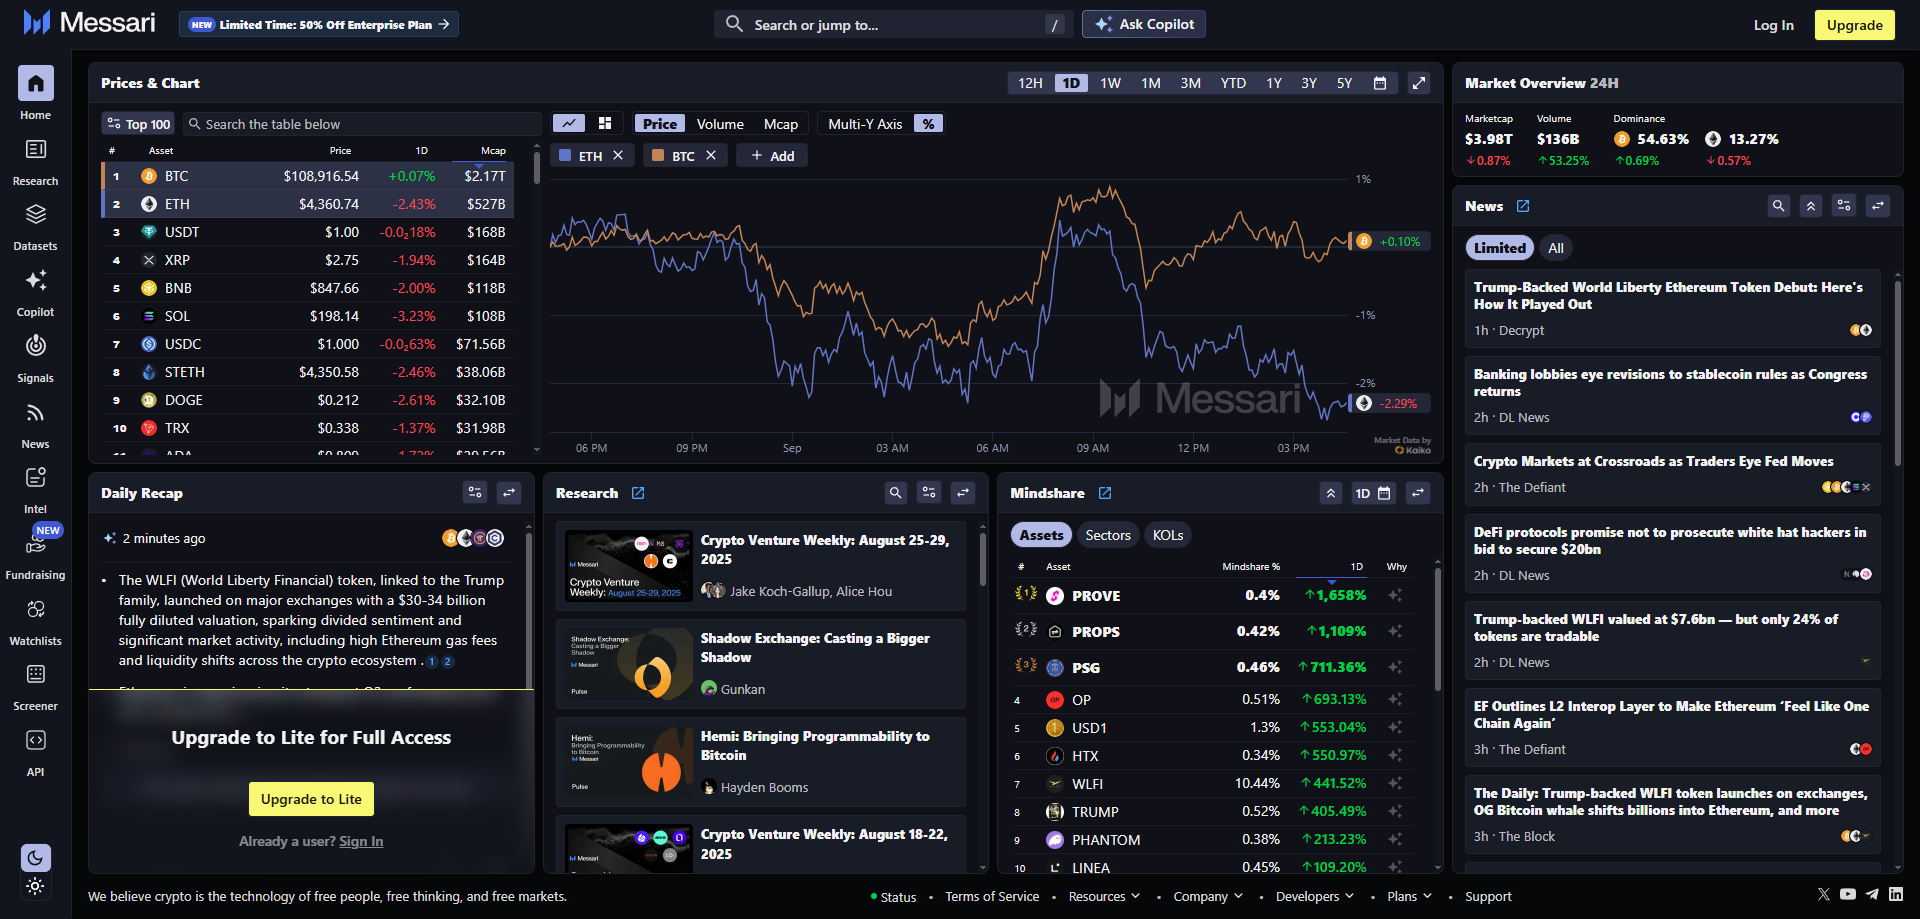 Messari
NEW Limited Time: 50% Off Enterprise Plan →
Search or jump to...
/
Ask Copilot
Log In
Upgrade
Home
Research
Datasets
Copilot
Signals
News
Intel
NEW
Fundraising
Watchlists
Screener
API
Prices & Chart
12H 1D 1W 1M 3M YTD 1Y 3Y 5Y
Top 100
Search the table below
Price Volume Mcap
Multi-Y Axis %
# Asset Price 1D Mcap
1 BTC $108,916.54 +0.07% $2.17T
2 ETH $4,360.74 -2.43% $527B
3 USDT $1.00 -0.0₂18% $168B
4 XRP $2.75 -1.94% $164B
5 BNB $847.66 -2.00% $118B
6 SOL $198.14 -3.23% $108B
7 USDC $1.000 -0.0₂63% $71.56B
8 STETH $4,350.58 -2.46% $38.06B
9 DOGE $0.212 -2.61% $32.10B
10 TRX $0.338 -1.37% $31.98B
ETH
BTC
+ Add
1%
+0.10%
-1%
-2%
-2.29%
Messari
06 PM 09 PM Sep 03 AM 06 AM 09 AM 12 PM 03 PM
Market Data by
Kaiko
Market Overview 24H
Marketcap Volume Dominance
$3.98T $136B 54.63% 13.27%
↓0.87% ↑53.25% ↑0.69% ↓0.57%
News
Limited All
Trump-Backed World Liberty Ethereum Token Debut: Here's
How It Played Out
1h · Decrypt
Banking lobbies eye revisions to stablecoin rules as Congress
returns
2h · DL News
Crypto Markets at Crossroads as Traders Eye Fed Moves
2h · The Defiant
DeFi protocols promise not to prosecute white hat hackers in
bid to secure $20bn
2h · DL News
Trump-backed WLFI valued at $7.6bn — but only 24% of
tokens are tradable
2h · DL News
EF Outlines L2 Interop Layer to Make Ethereum ‘Feel Like One
Chain Again’
3h · The Defiant
The Daily: Trump-backed WLFI token launches on exchanges,
OG Bitcoin whale shifts billions into Ethereum, and more
3h · The Block
Daily Recap
2 minutes ago
• The WLFI (World Liberty Financial) token, linked to the Trump
family, launched on major exchanges with a $30-34 billion
fully diluted valuation, sparking divided sentiment and
significant market activity, including high Ethereum gas fees
and liquidity shifts across the crypto ecosystem . 1 2
Upgrade to Lite for Full Access
Upgrade to Lite
Already a user? Sign In
Research
Messari
Crypto Venture
Weekly: August 25-29, 2025
Crypto Venture Weekly: August 25-29,
2025
Jake Koch-Gallup, Alice Hou
Shadow Exchange:
Casting a Bigger
Shadow
Messari
Pulse
Shadow Exchange: Casting a Bigger
Shadow
Gunkan
Hemi:
Bringing Programmability
to Bitcoin
Messari
Pulse
Hemi: Bringing Programmability to
Bitcoin
Hayden Booms
Messari
Crypto Venture Weekly: August 18-22,
2025
Mindshare
1D
Assets Sectors KOLs
# Asset Mindshare % 1D Why
1 PROVE 0.4% ↑1,658%
2 PROPS 0.42% ↑1,109%
3 PSG 0.46% ↑711.36%
4 OP 0.51% ↑693.13%
5 USD1 1.3% ↑553.04%
6 HTX 0.34% ↑550.97%
7 WLFI 10.44% ↑441.52%
8 TRUMP 0.52% ↑405.49%
9 PHANTOM 0.38% ↑213.23%
10 LINEA 0.45% ↑109.20%
We believe crypto is the technology of free people, free thinking, and free markets.
Status • Terms of Service • Resources • Company • Developers • Plans • Support